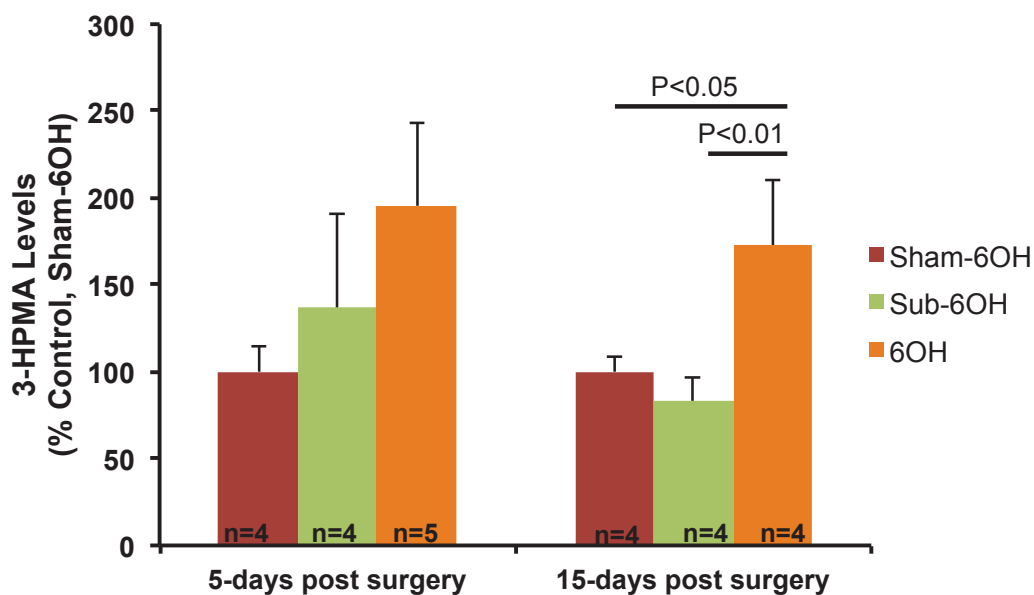 3-HPMA Levels
(% Control, Sham-6OH)
300
250
200
150
100
50
0
P<0.05
P<0.01
n=4
n=4
n=5
n=4
n=4
n=4
5-days post surgery
15-days post surgery
Sham-6OH
Sub-6OH
6OH